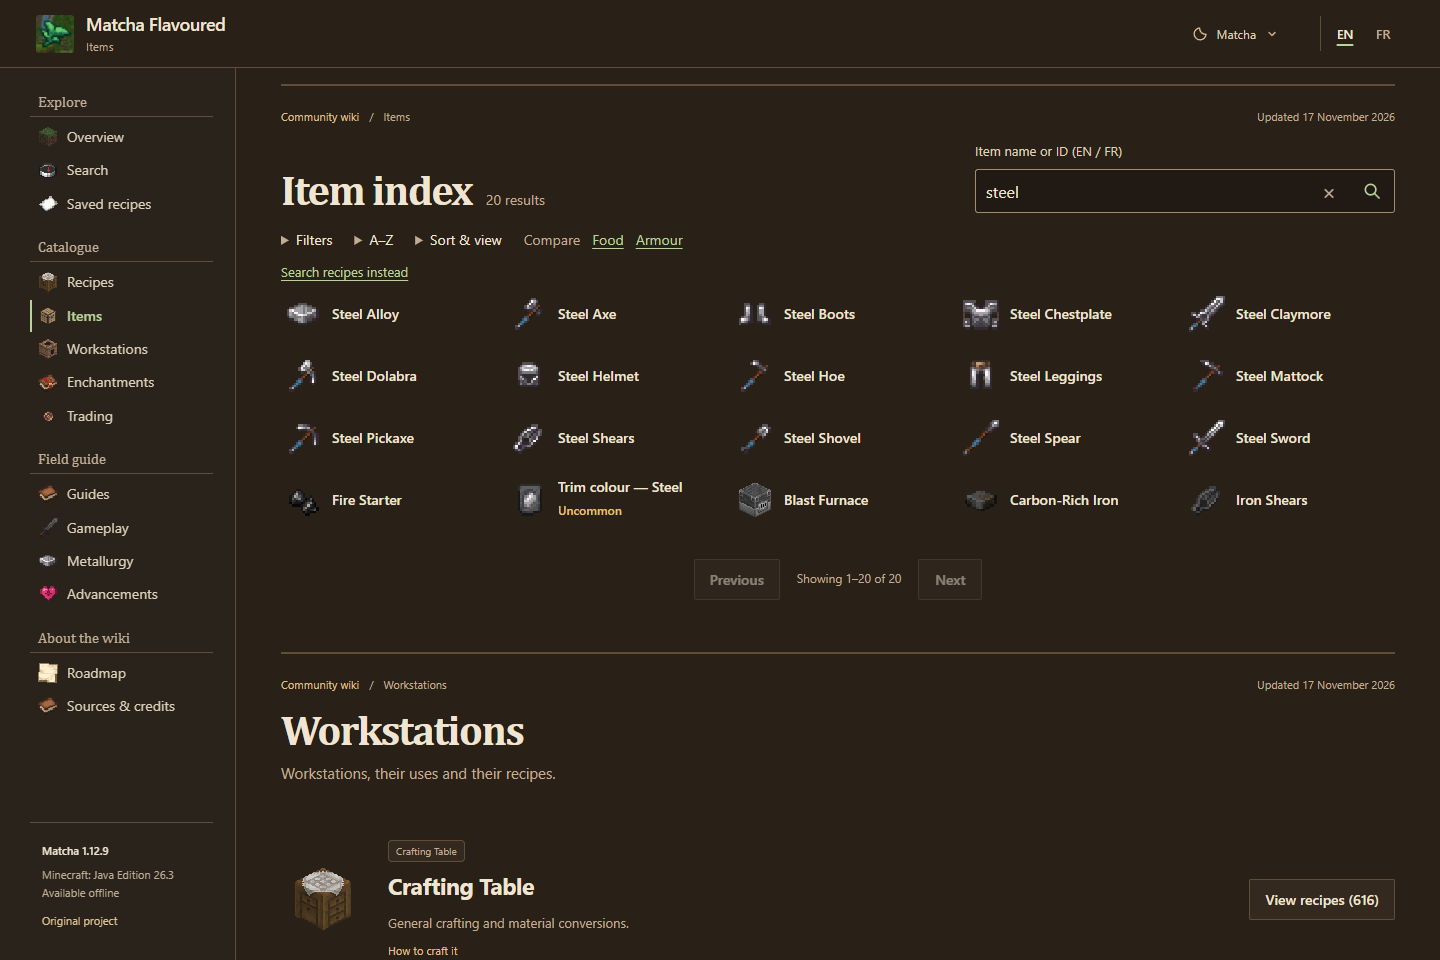 Matcha Flavoured
Items
Matcha
EN
FR
Explore
Overview
Search
Saved recipes
Catalogue
Recipes
Items
Workstations
Enchantments
Trading
Field guide
Guides
Gameplay
Metallurgy
Advancements
About the wiki
Roadmap
Sources & credits
Matcha 1.12.9
Minecraft: Java Edition 26.3
Available offline
Original project
Community wiki / Items
Updated 17 November 2026
Item name or ID (EN / FR)
Item index 20 results
steel
Filters A–Z Sort & view Compare Food Armour
Search recipes instead
Steel Alloy Steel Axe Steel Boots Steel Chestplate Steel Claymore
Steel Dolabra Steel Helmet Steel Hoe Steel Leggings Steel Mattock
Steel Pickaxe Steel Shears Steel Shovel Steel Spear Steel Sword
Fire Starter Trim colour — Steel Blast Furnace Carbon-Rich Iron Iron Shears
Uncommon
Previous Showing 1–20 of 20 Next
Community wiki / Workstations
Updated 17 November 2026
Workstations
Workstations, their uses and their recipes.
Crafting Table
Crafting Table
View recipes (616)
General crafting and material conversions.
How to craft it